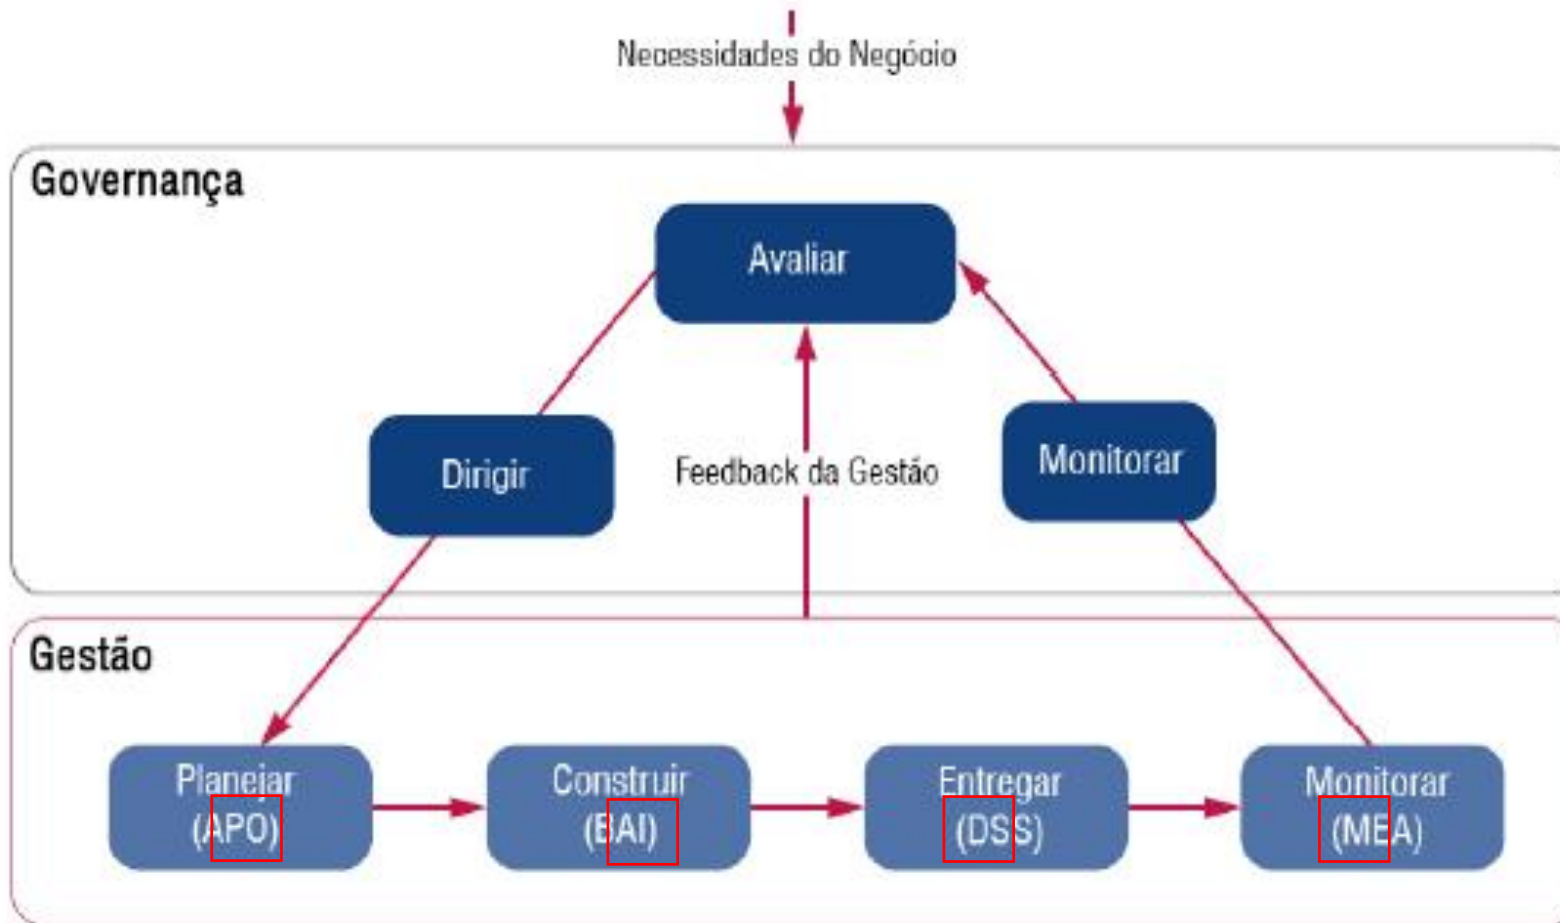 Necessidades do Negócio
Governança
Avaliar
Dirigir
Feedback da Gestão
Monitorar
Gestão
Planejar
(APO)
Construir
(BAI)
Entregar
(DSS)
Monitorar
(MEA)